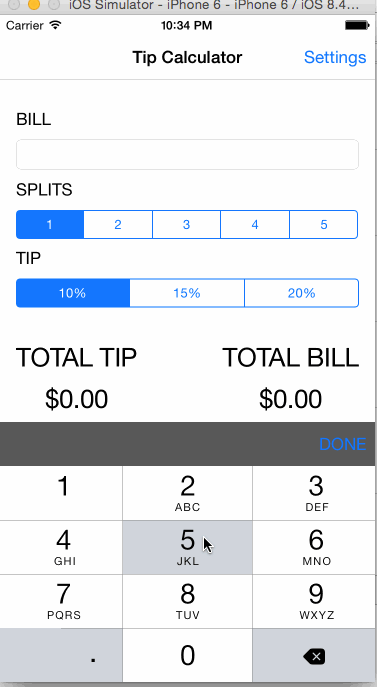 iOS Simulator - iPhone 6 - iPhone 6 / iOS 8.4...
Carrier 10:34 PM
Tip Calculator Settings
BILL
SPLITS
1 2 3 4 5
TIP
10% 15% 20%
TOTAL TIP TOTAL BILL
$0.00 $0.00
DONE
1 2 3
ABC DEF
4 5 6
GHI JKL MNO
7 8 9
PQRS TUV WXYZ
. 0